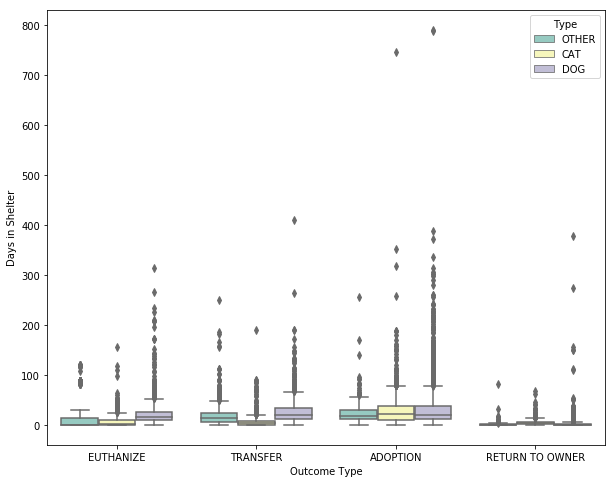 800
700
600
500
400
300
200
100
0
Days in Shelter
Type
OTHER
CAT
DOG
EUTHANIZE TRANSFER ADOPTION RETURN TO OWNER
Outcome Type